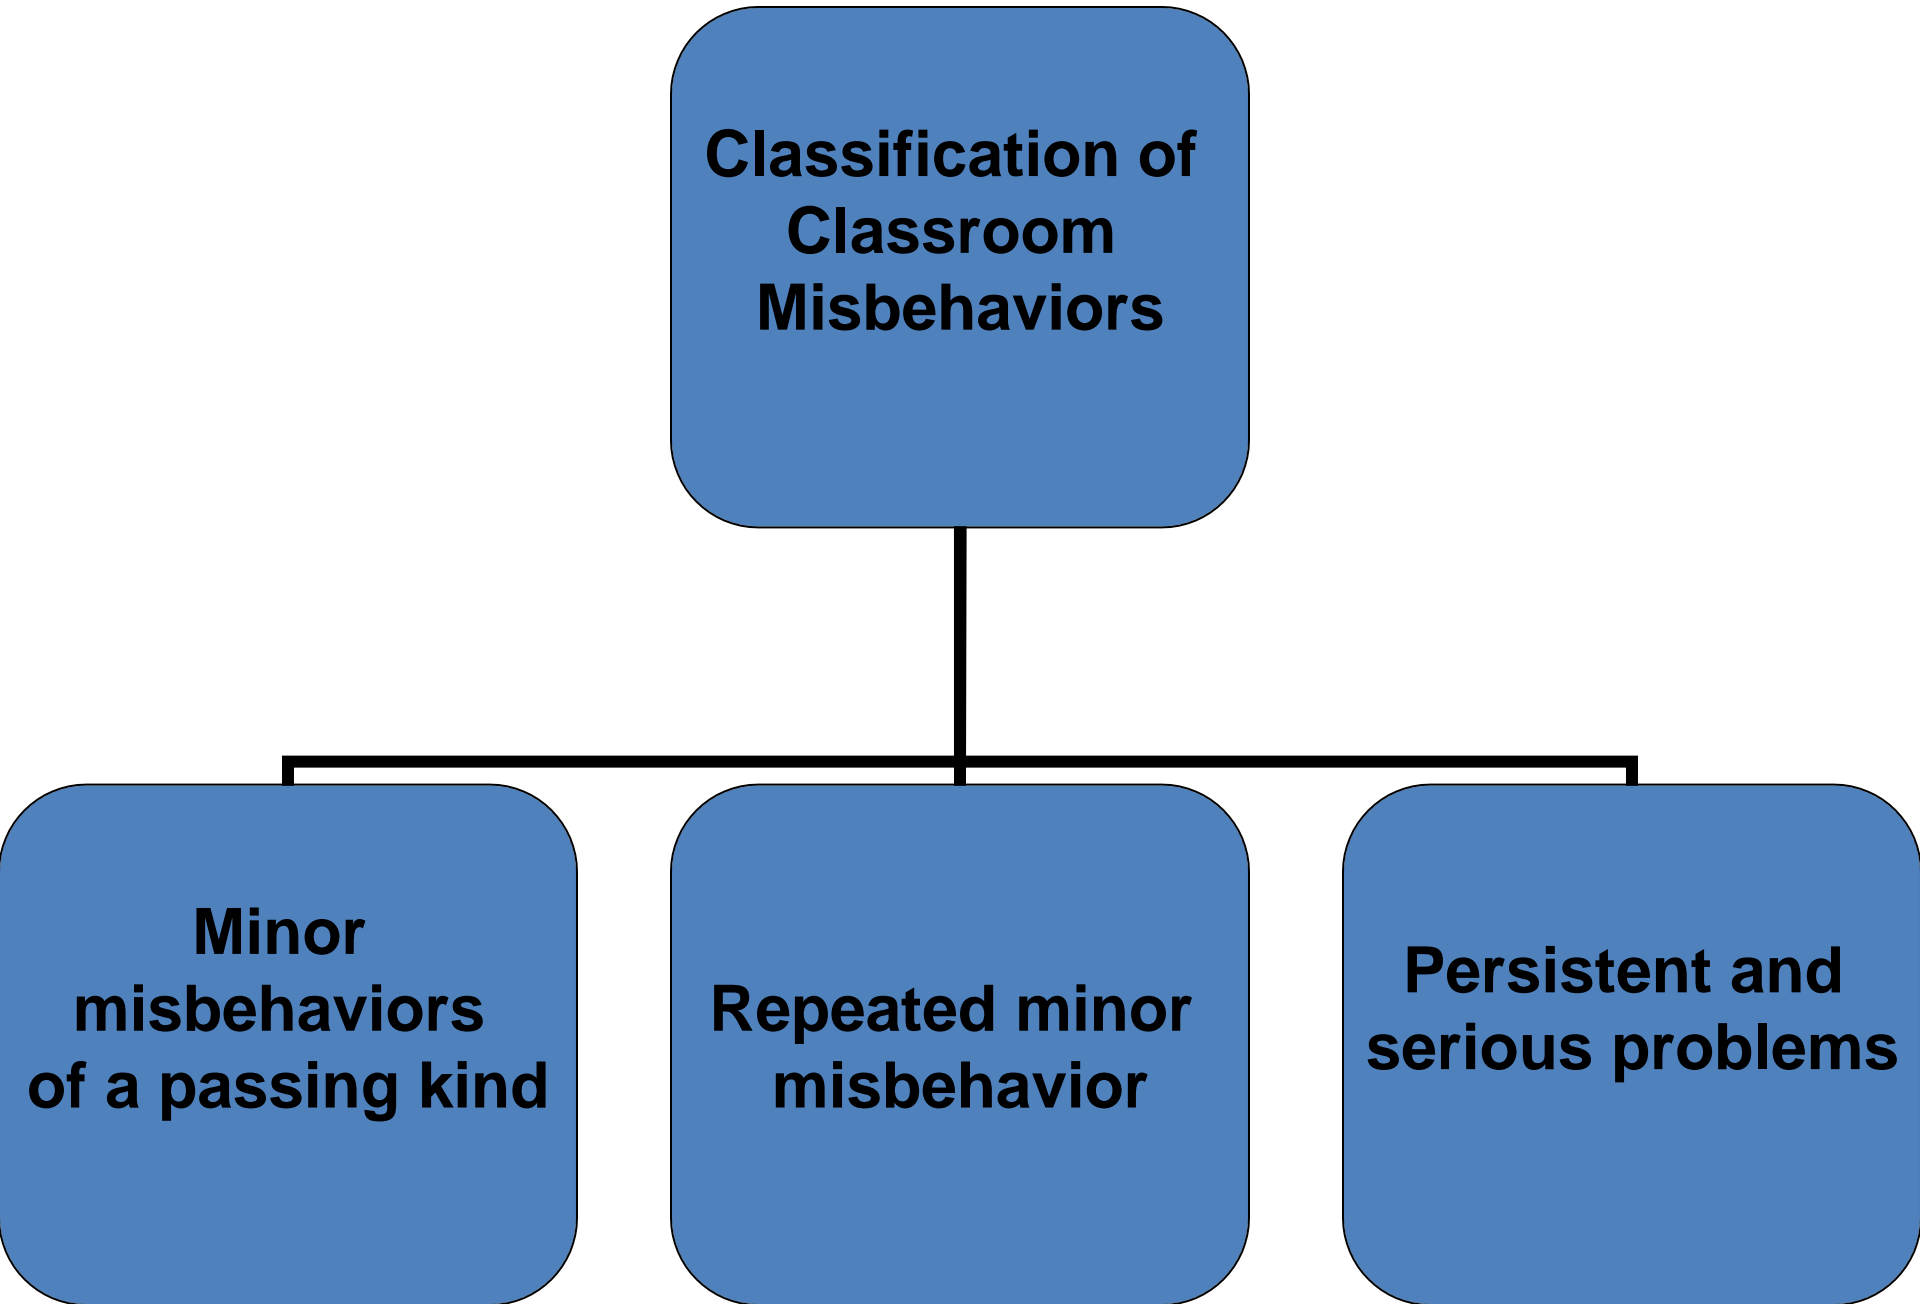 Classification of
Classroom
Misbehaviors
Minor
misbehaviors
of a passing kind
Repeated minor
misbehavior
Persistent and
serious problems